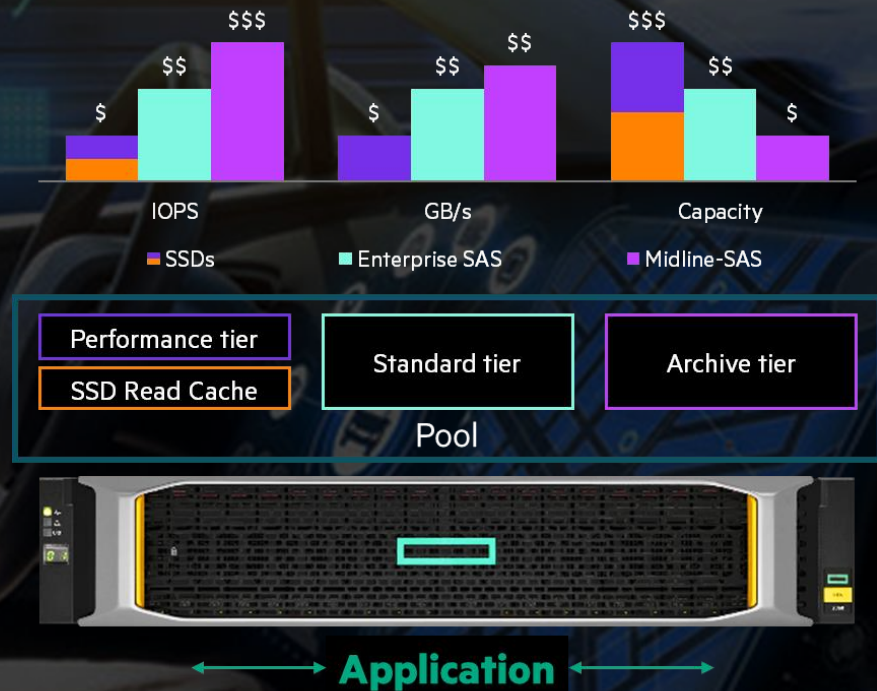 $$$
$$$
$$
$$
$$
$$
$
$
$
IOPS
GB/s
Capacity
SSDs
Enterprise SAS
Midline-SAS
Performance tier
SSD Read Cache
Standard tier
Archive tier
Pool
Application